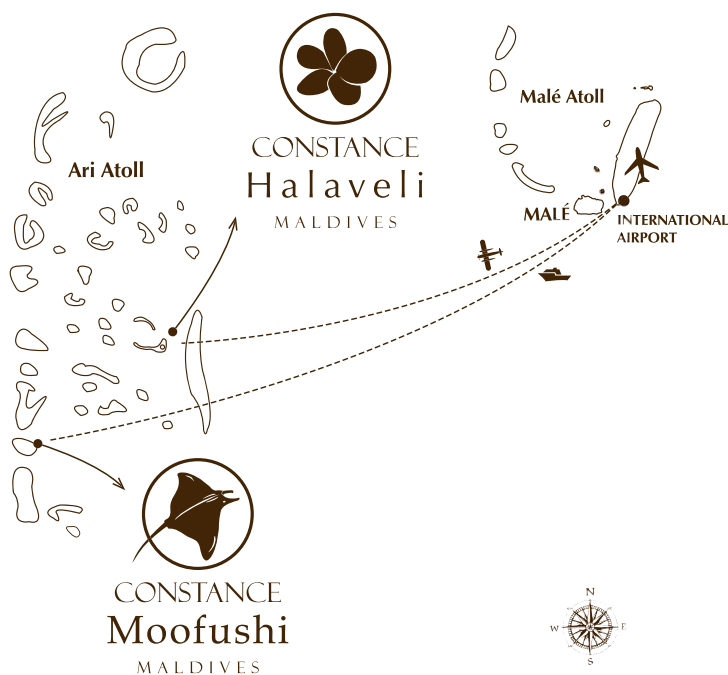 Malé Atoll
Ari Atoll
CONSTANCE
Halaveli
MALDIVES
MALÉ
INTERNATIONAL
AIRPORT
CONSTANCE
Moofushi
MALDIVES
N
W
E
S